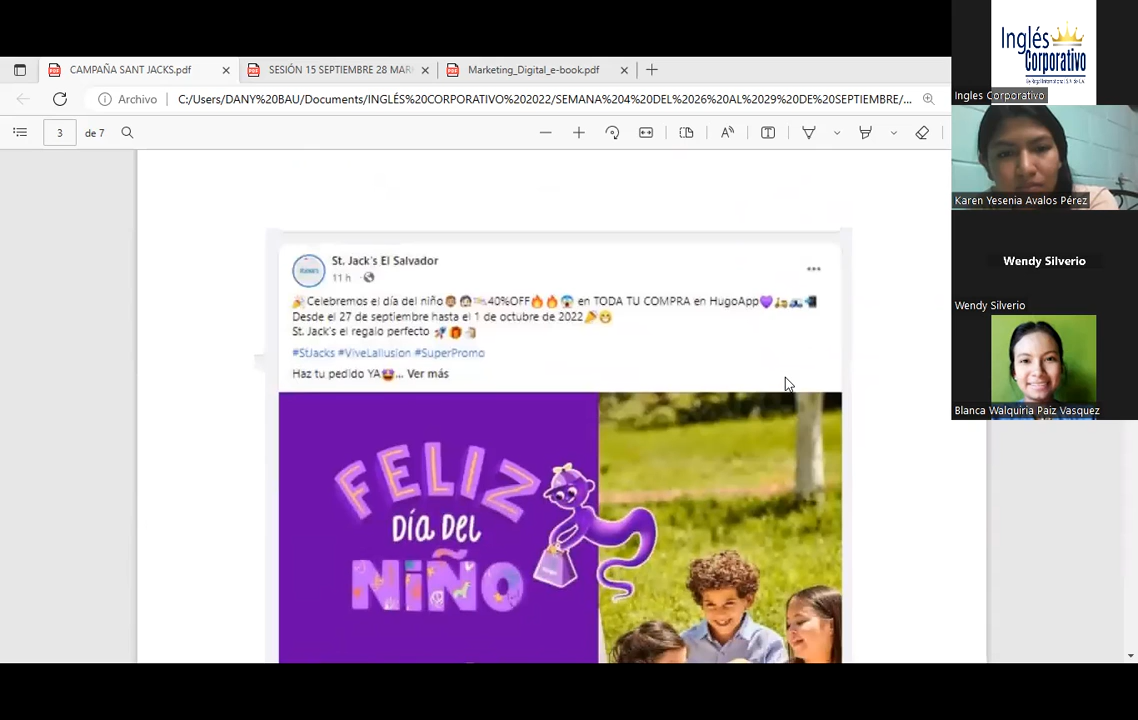 CAMPAÑA SANT JACKS.pdf
SESIÓN 15 SEPTIEMBRE 28 MAR
Marketing_Digital_e-book.pdf
Archivo
C:/Users/DANY%20BAU/Documents/INGLÉS%20CORPORATIVO%202022/SEMANA%204%20DEL%2026%20AL%2029%20DE%20SEPTIEMBRE/...
3 de 7
St. Jack's El Salvador
11 h
🎉Celebremos el día del niño 40%OFF🔥🔥😱 en TODA TU COMPRA en HugoApp💜
Desde el 27 de septiembre hasta el 1 de octubre de 2022🎉😁
St. Jack's el regalo perfecto 🚀🎁
#StJacks #ViveLaIlusion #SuperPromo
Haz tu pedido YA🤩... Ver más
FELIZ
DÍA DEL
NIÑO
Inglés
Corporativo
Ingles Corporativo
Karen Yesenia Avalos Pérez
Wendy Silverio
Wendy Silverio
Blanca Walquiria Paiz Vasquez